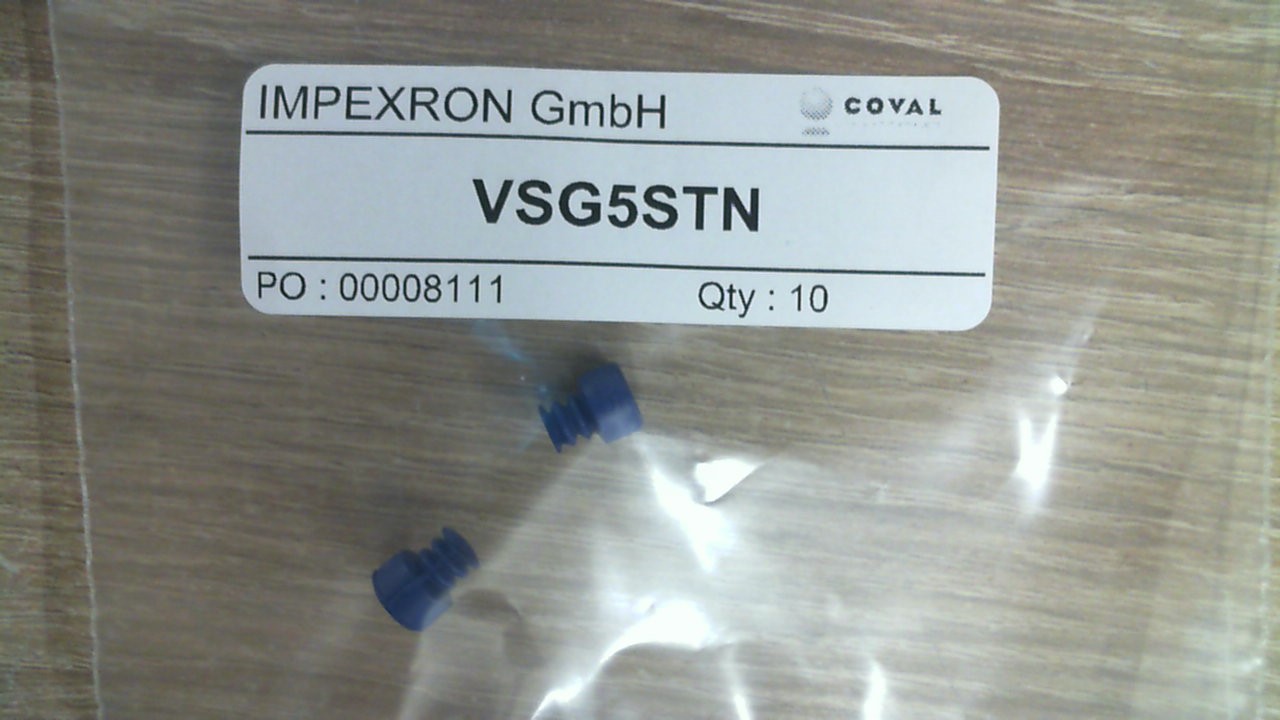 IMPEXRON GmbH
COVAL
VSG5STN
PO : 00008111
Qty : 10